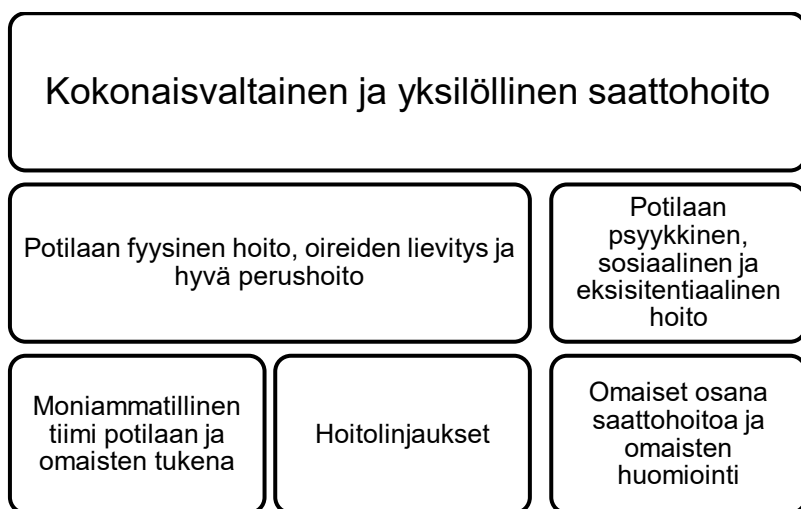 Kokonaisvaltainen ja yksilöllinen saattohoito
Potilaan fyysinen hoito, oireiden lievitys ja
hyvä perushoito
Potilaan
psyykkinen,
sosiaalinen ja
eksisitentiaalinen
hoito
Moniammatillinen
tiimi potilaan ja
omaisten tukena
Hoitolinjaukset
Omaiset osana
saattohoitoa ja
omaisten
huomiointi